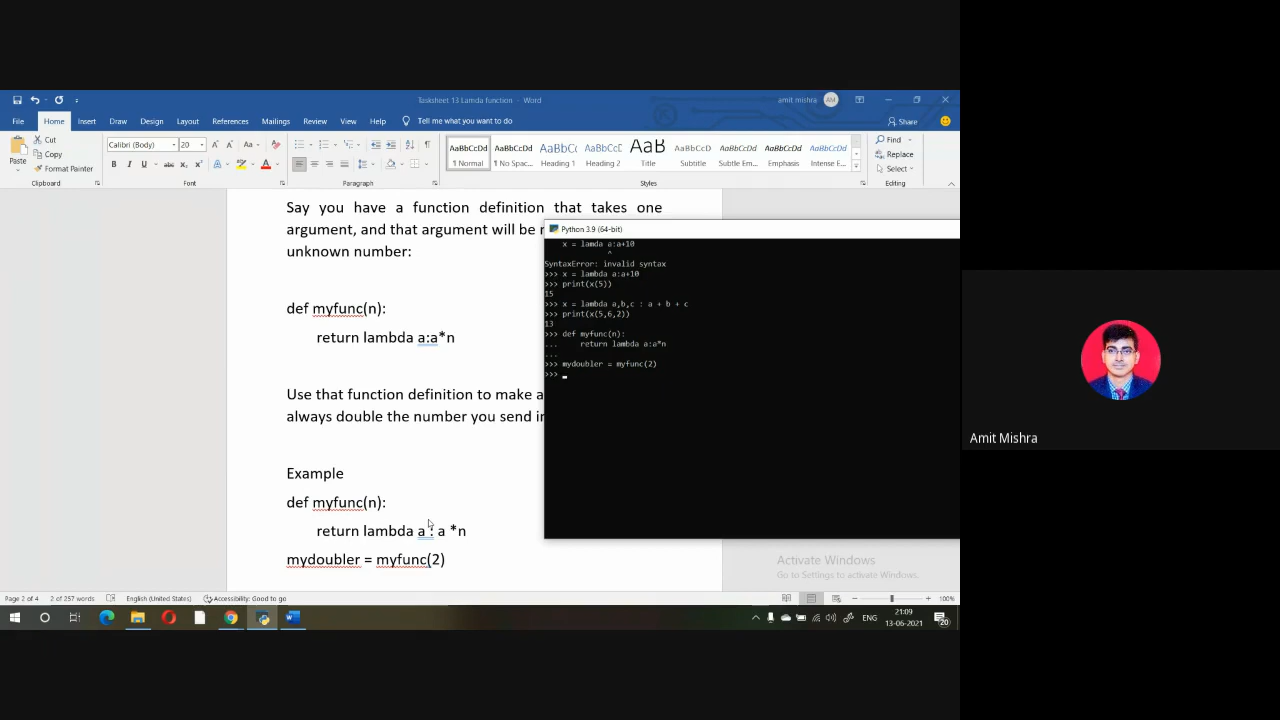 Tasksheet 13 Lamda function - Word
amit mishra AM
File Home Insert Draw Design Layout References Mailings Review View Help Tell me what you want to do Share
Paste
Cut
Copy
Format Painter
Clipboard
Calibri (Body) 20
Font
Paragraph
AaBbCcDd AaBbCcDd AaBbC( AaBbCcC AaB AaBbCcD AaBbCcDd AaBbCcDd AaBbCcDd
¶ Normal ¶ No Spac... Heading 1 Heading 2 Title Subtitle Subtle Em... Emphasis Intense E...
Styles
Find
Replace
Select
Editing
Say you have a function definition that takes one
argument, and that argument will be
unknown number:
def myfunc(n):
return lambda a:a*n
Use that function definition to make a
always double the number you send in
Example
def myfunc(n):
return lambda a : a *n
mydoubler = myfunc(2)
Python 3.9 (64-bit)
x = lamda a:a+10
^
SyntaxError: invalid syntax
>>> x = lambda a:a+10
>>> print(x(5))
15
>>> x = lambda a,b,c : a + b + c
>>> print(x(5,6,2))
13
>>> def myfunc(n):
... return lambda a:a*n
...
>>> mydoubler = myfunc(2)
>>>
Activate Windows
Go to Settings to activate Windows.
Page 2 of 4 2 of 257 words English (United States) Accessibility: Good to go 100%
ENG 21:09
13-06-2021 20
Amit Mishra